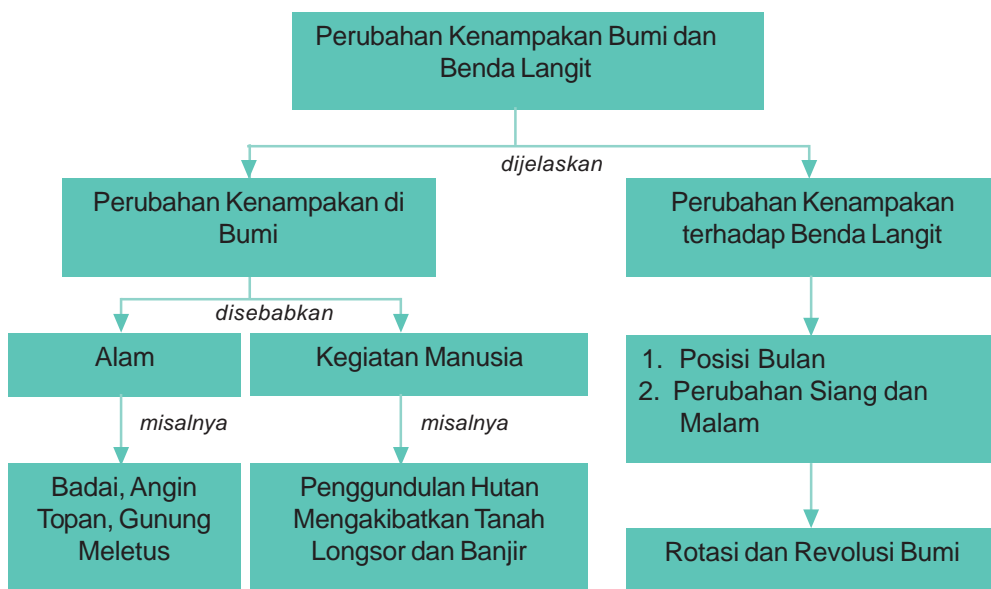 Perubahan Kenampakan Bumi dan
Benda Langit
dijelaskan
Perubahan Kenampakan di
Bumi
Perubahan Kenampakan
terhadap Benda Langit
disebabkan
Alam
Kegiatan Manusia
1. Posisi Bulan
2. Perubahan Siang dan
Malam
misalnya
misalnya
Badai, Angin
Topan, Gunung
Meletus
Penggundulan Hutan
Mengakibatkan Tanah
Longsor dan Banjir
Rotasi dan Revolusi Bumi